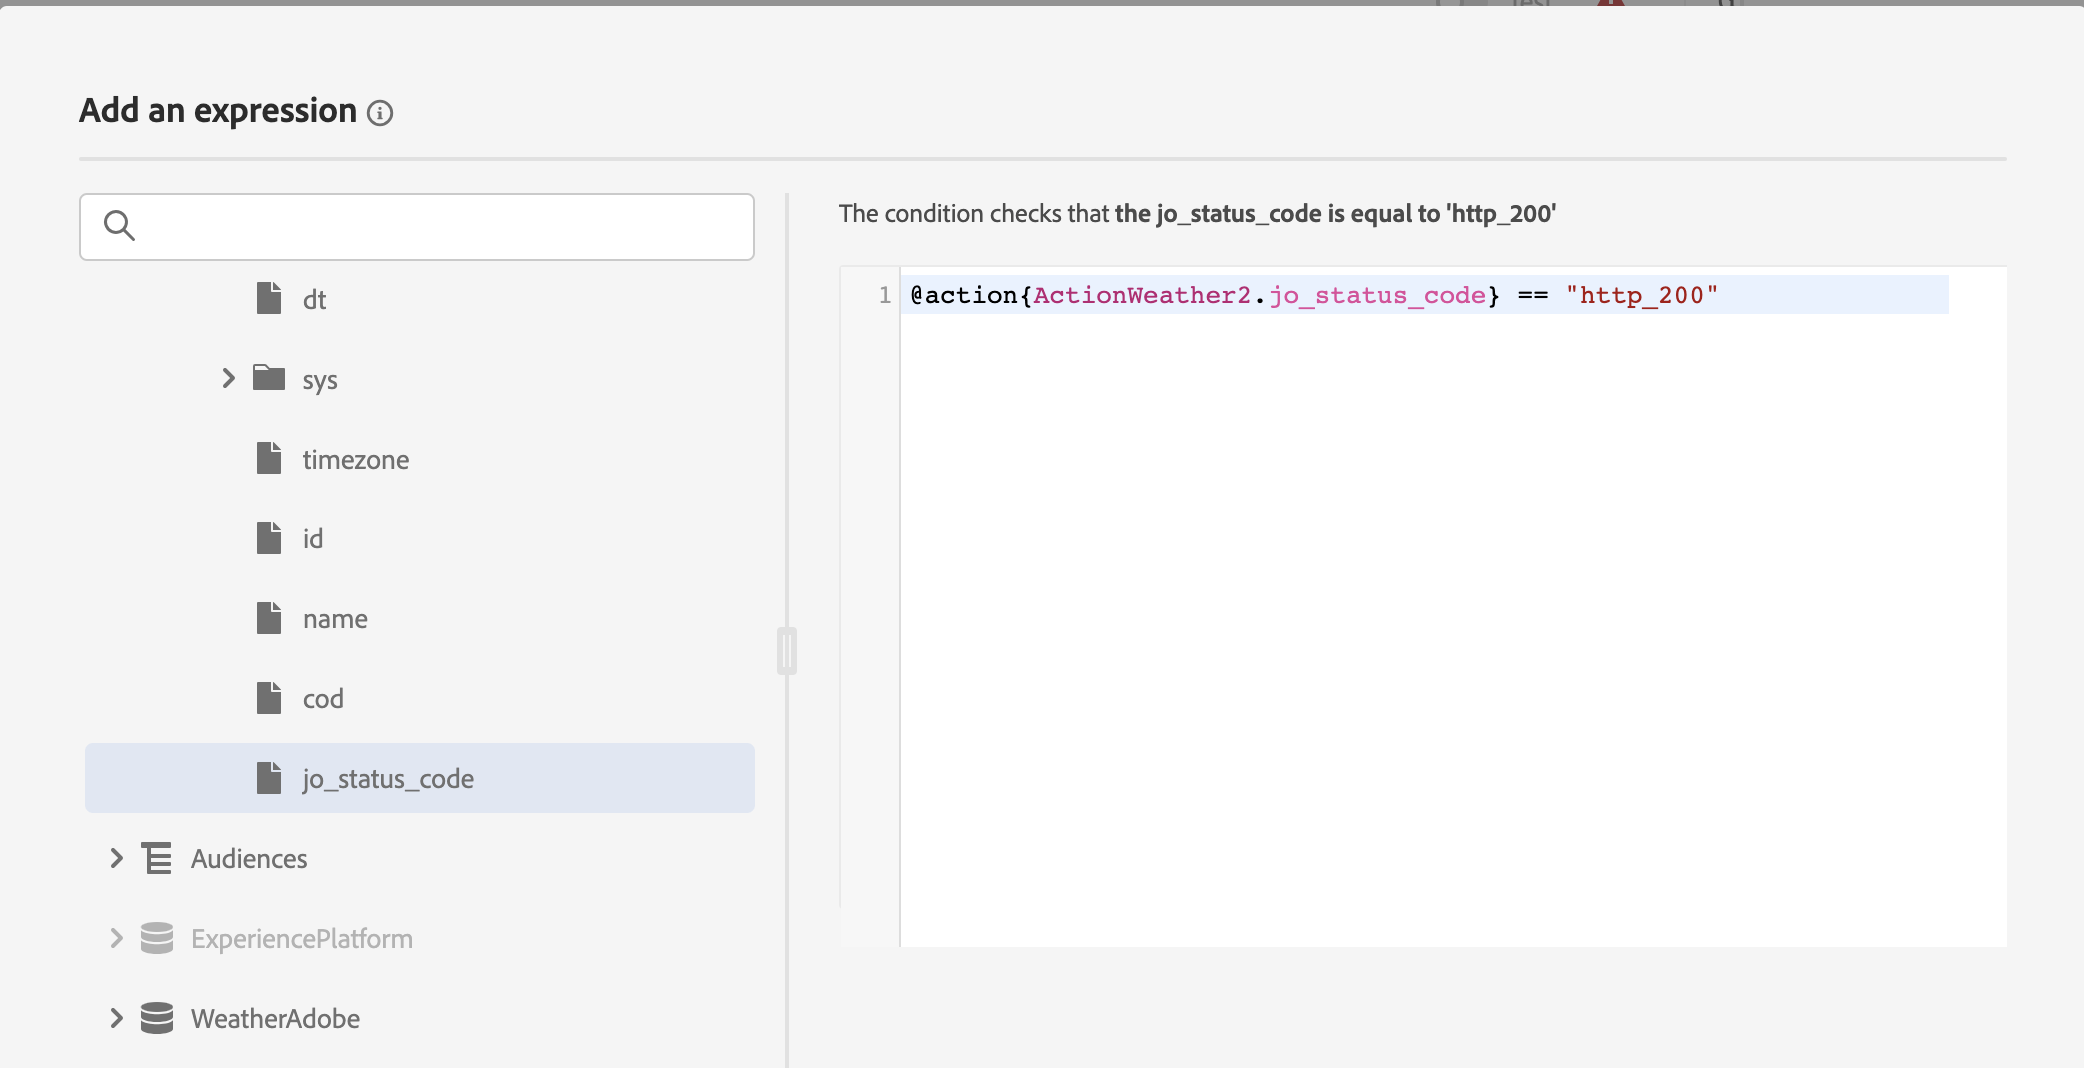 Add an expression
dt
sys
timezone
id
name
cod
jo_status_code
Audiences
ExperiencePlatform
WeatherAdobe
The condition checks that the jo_status_code is equal to 'http_200'
1 @action{ActionWeather2.jo_status_code} == "http_200"